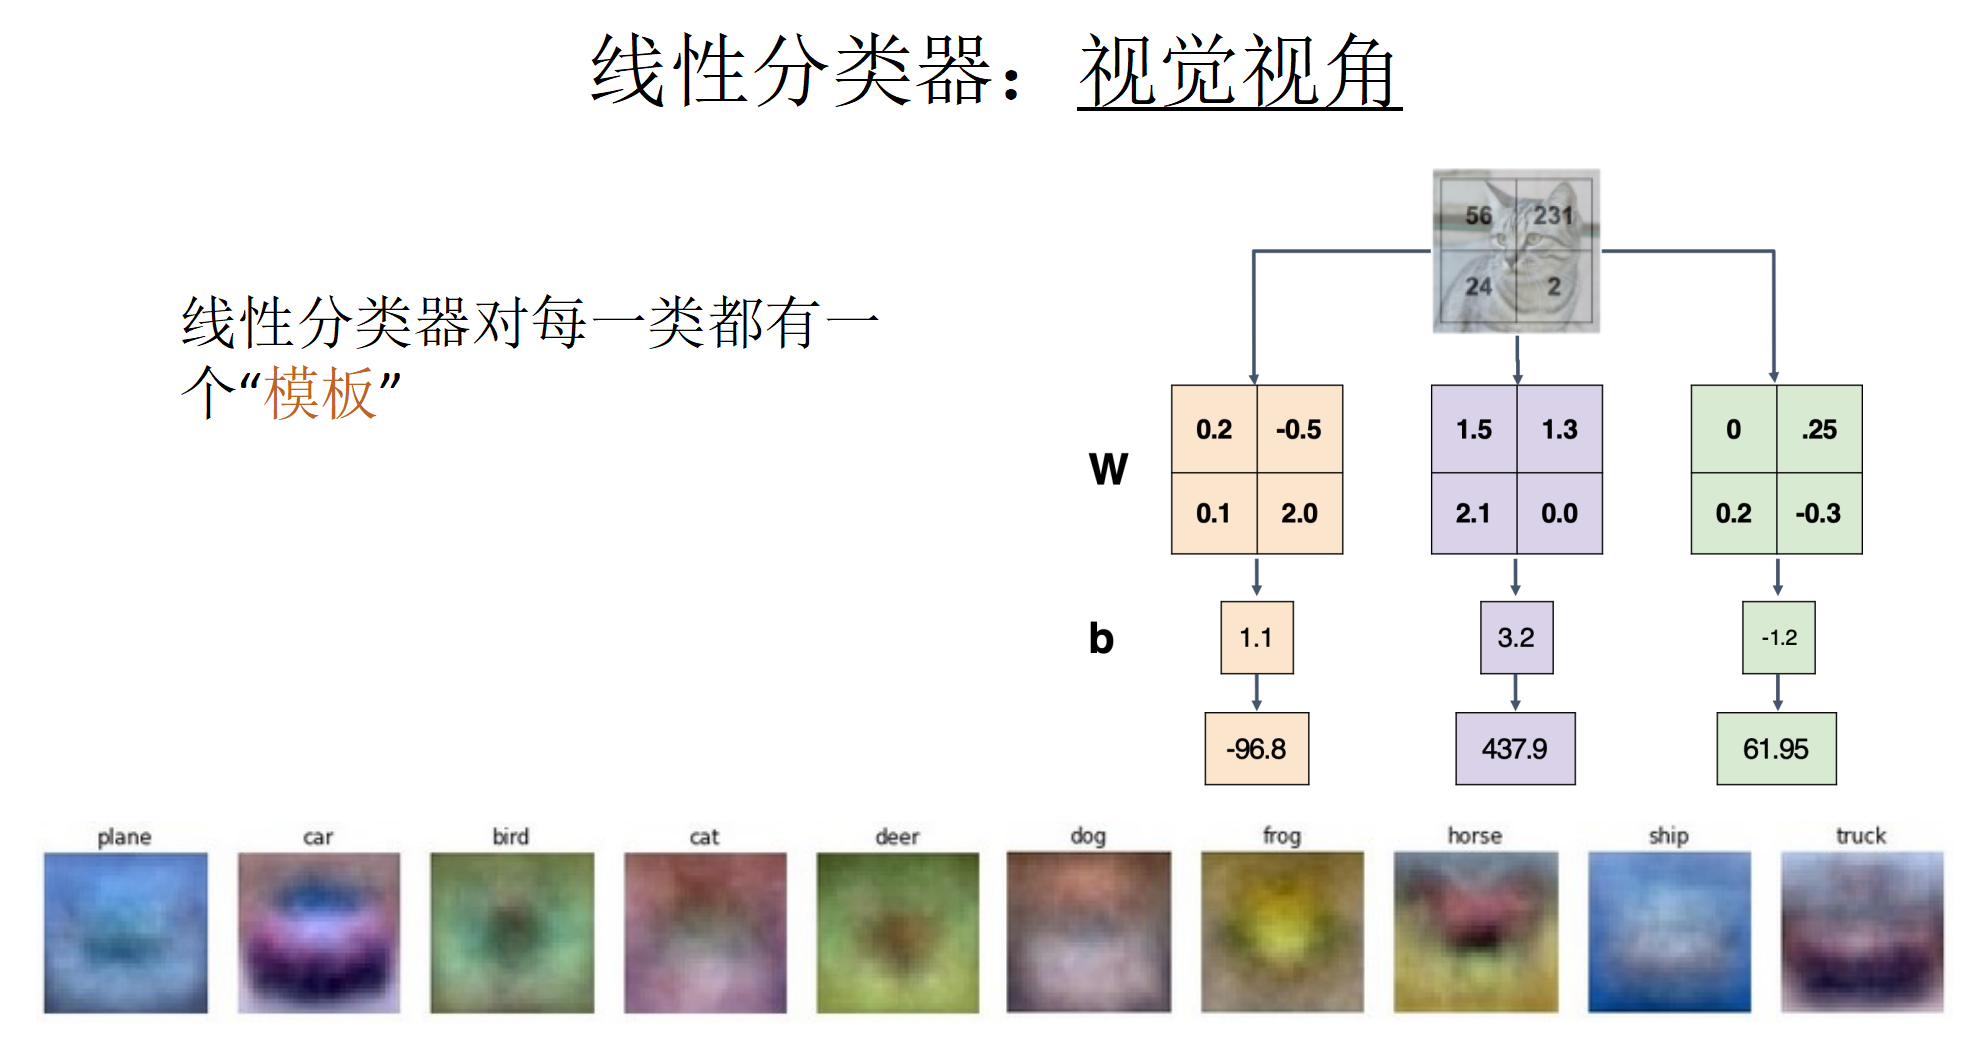 线性分类器：视觉视角
线性分类器对每一类都有一
个“模板”
56 231
24 2
W
0.2 -0.5 1.5 1.3 0 .25
0.1 2.0 2.1 0.0 0.2 -0.3
b
1.1 3.2 -1.2
-96.8 437.9 61.95
plane car bird cat deer dog frog horse ship truck